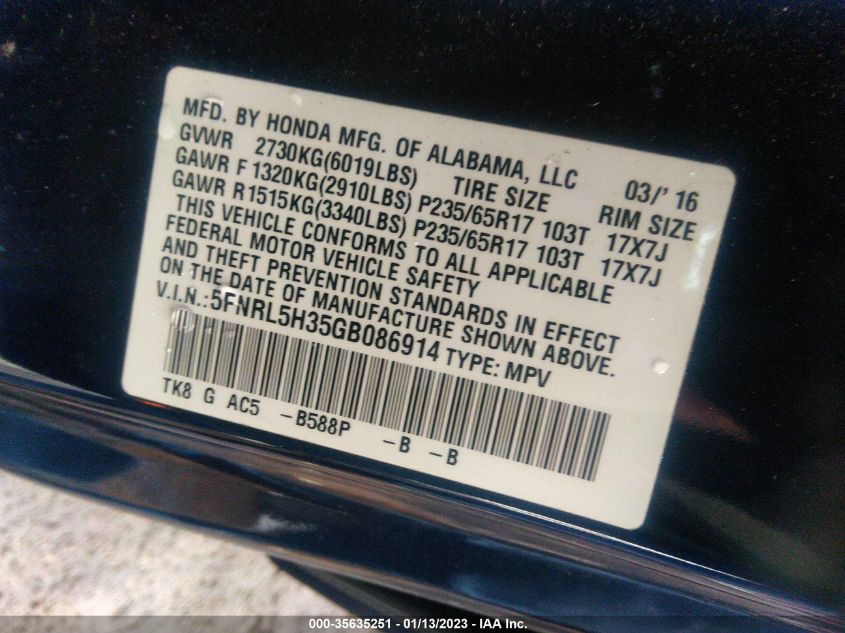 MFD. BY HONDA MFG. OF ALABAMA, LLC 03/'16
GVWR 2730KG(6019LBS) TIRE SIZE RIM SIZE
GAWR F 1320KG(2910LBS) P235/65R17 103T 17X7J
GAWR R 1515KG(3340LBS) P235/65R17 103T 17X7J
THIS VEHICLE CONFORMS TO ALL APPLICABLE
FEDERAL MOTOR VEHICLE SAFETY
AND THEFT PREVENTION STANDARDS IN EFFECT
ON THE DATE OF MANUFACTURE SHOWN ABOVE.
V.I.N.:5FNRL5H35GB086914 TYPE: MPV
TK8 G AC5 -B588P -B -B
000-35635251 - 01/13/2023 - IAA Inc.